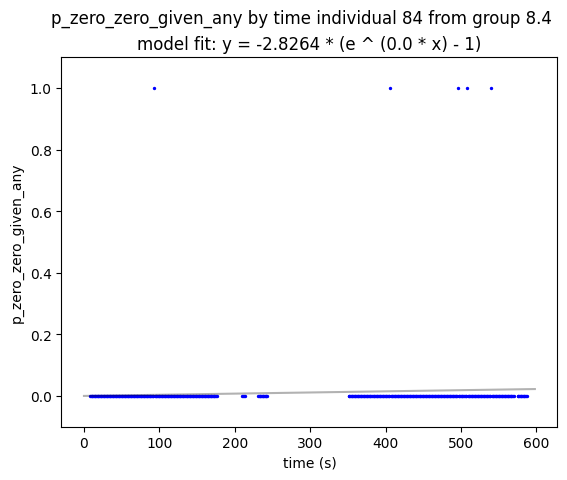 p_zero_zero_given_any by time individual 84 from group 8.4
model fit: y = -2.8264 * (e ^ (0.0 * x) - 1)
1.0
0.8
0.6
0.4
0.2
0.0
p_zero_zero_given_any
0 100 200 300 400 500 600
time (s)